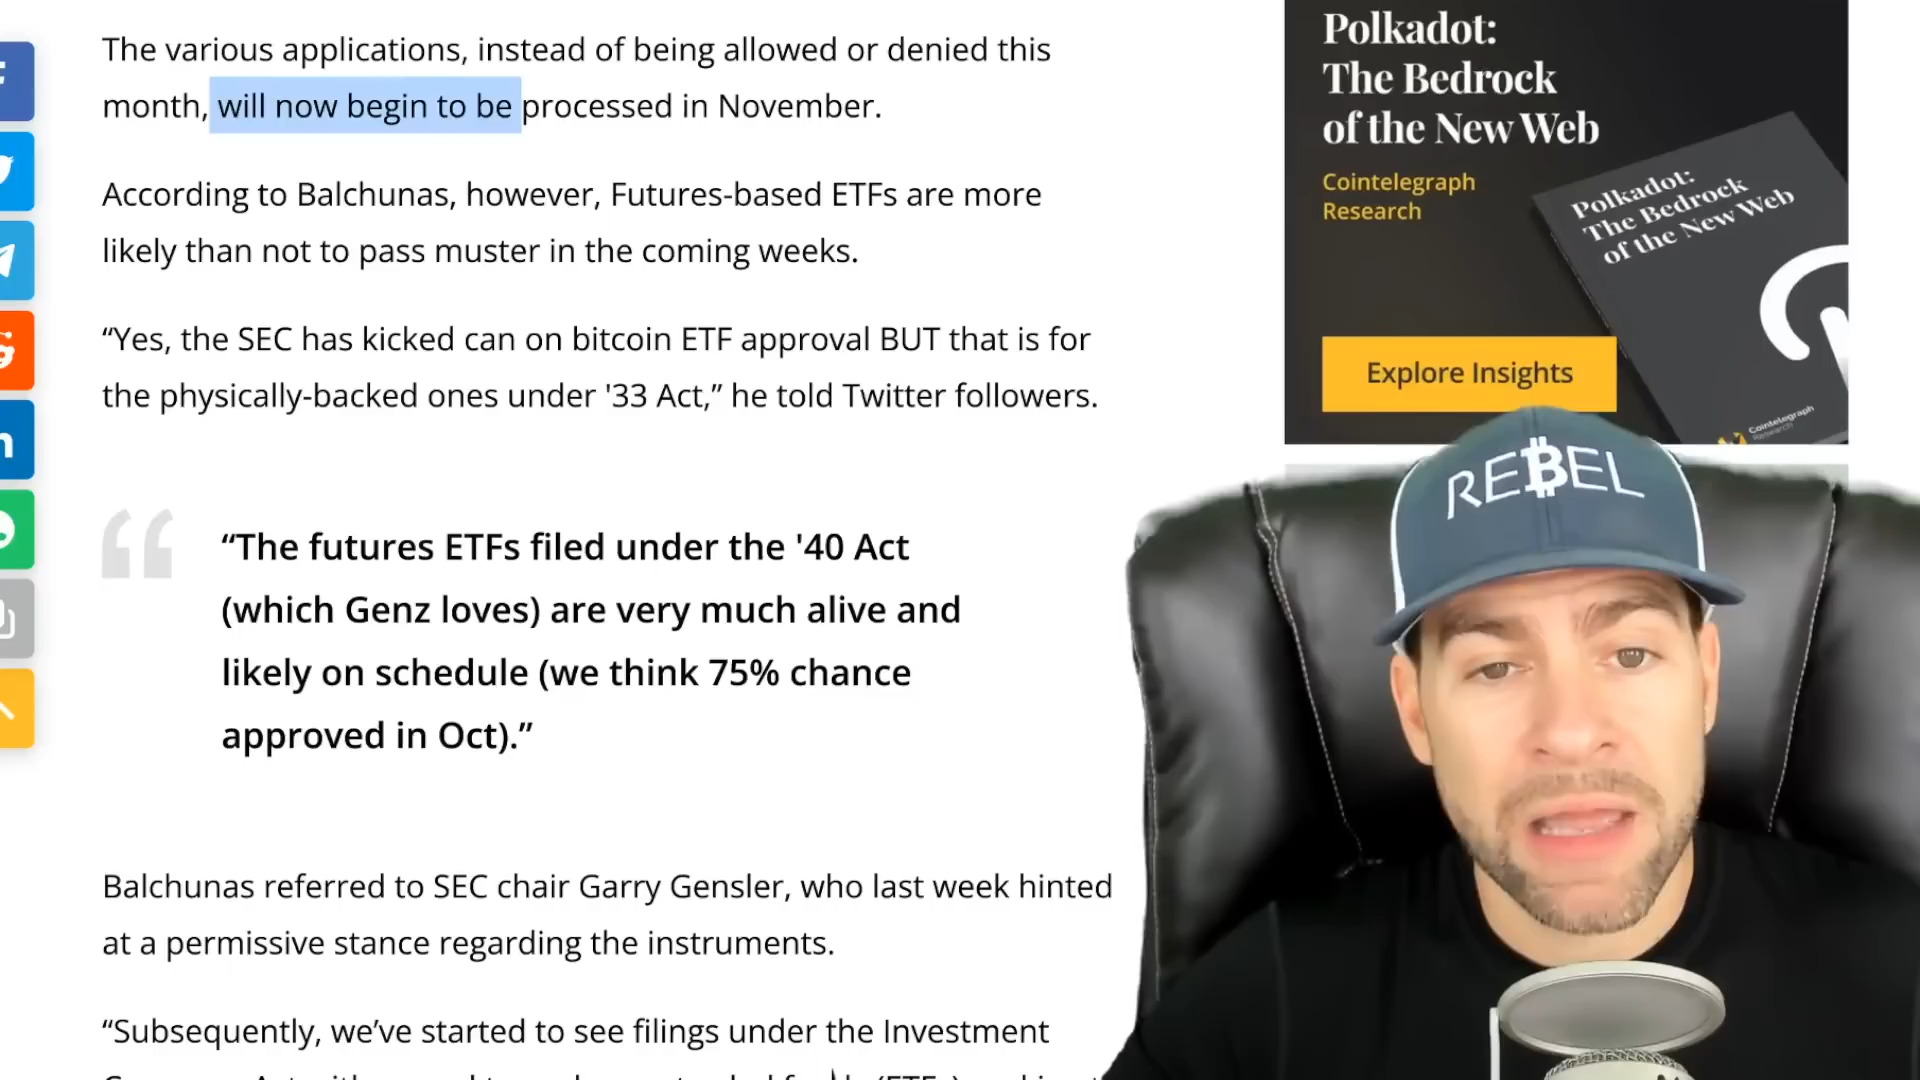 The various applications, instead of being allowed or denied this
month, will now begin to be processed in November.
According to Balchunas, however, Futures-based ETFs are more
likely than not to pass muster in the coming weeks.
“Yes, the SEC has kicked can on bitcoin ETF approval BUT that is for
the physically-backed ones under '33 Act,” he told Twitter followers.
“The futures ETFs filed under the '40 Act
(which Genz loves) are very much alive and
likely on schedule (we think 75% chance
approved in Oct).”
Balchunas referred to SEC chair Garry Gensler, who last week hinted
at a permissive stance regarding the instruments.
“Subsequently, we’ve started to see filings under the Investment
Polkadot:
The Bedrock
of the New Web
Cointelegraph
Research
Explore Insights
Polkadot:
The Bedrock
of the New Web
Cointelegraph
Research
REBEL